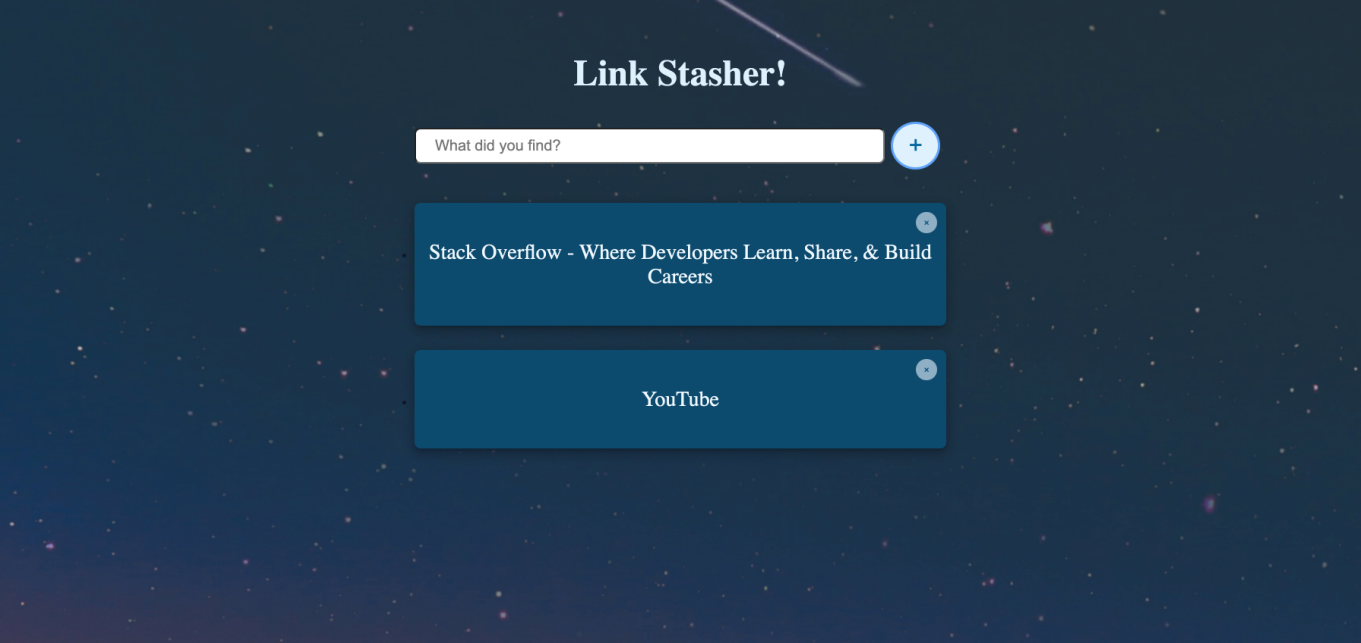 Link Stasher!
What did you find?
+
×
Stack Overflow - Where Developers Learn, Share, & Build
Careers
×
YouTube